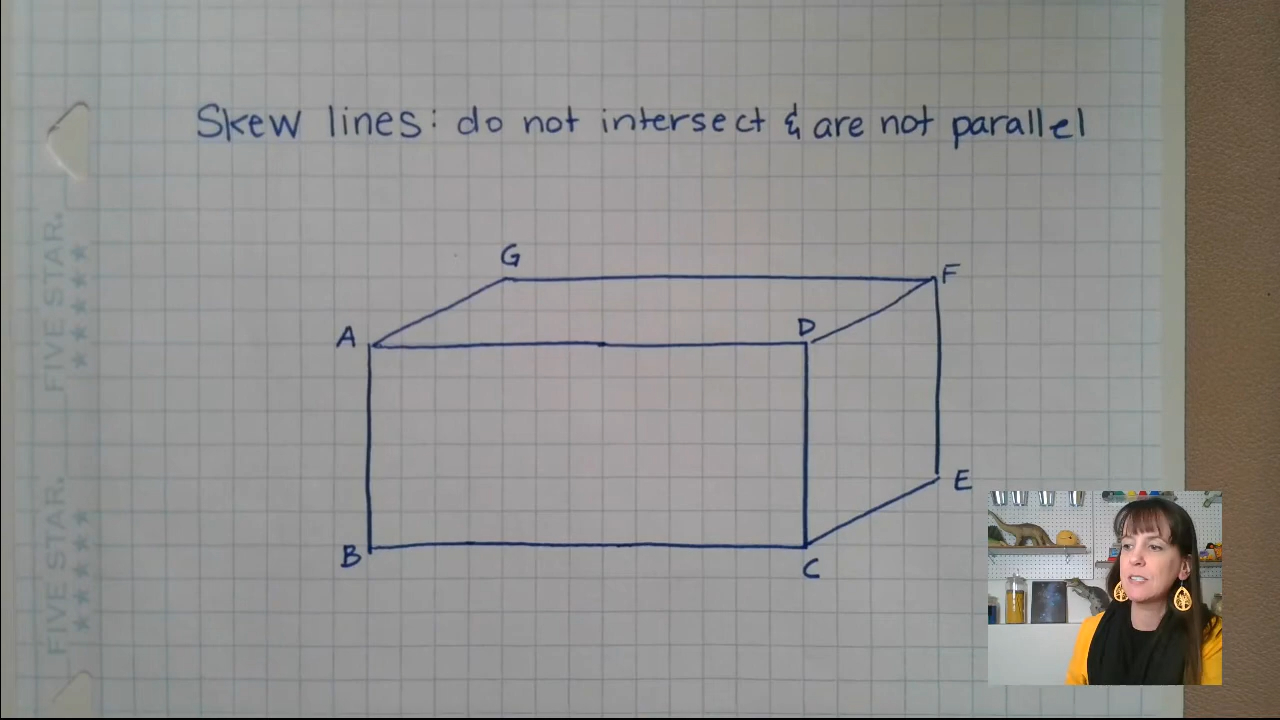 Skew lines: do not intersect & are not parallel
G
F
D
A
E
B
C
FIVE STAR.
FIVE STAR.